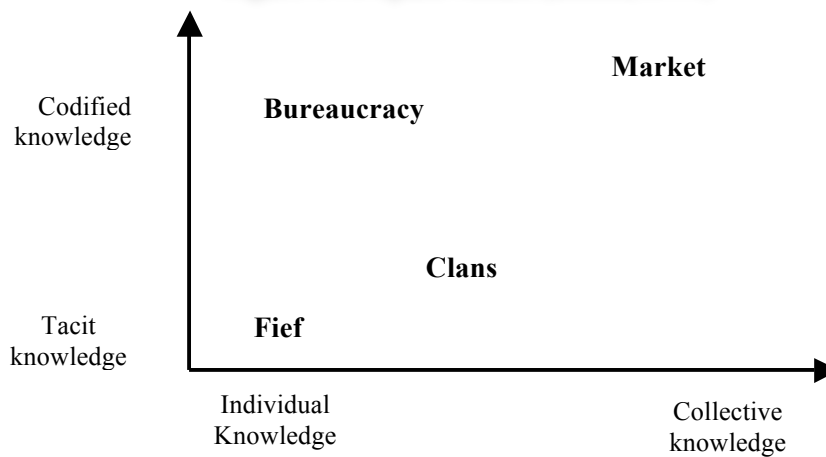 Market
Codified
knowledge
Bureaucracy
Clans
Tacit
knowledge
Fief
Individual
Knowledge
Collective
knowledge